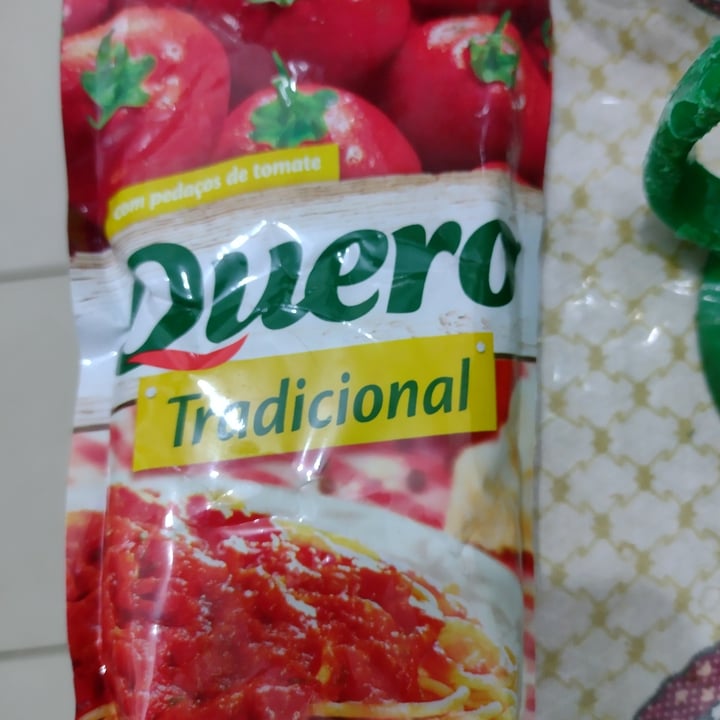 com pedaços de tomate
Quero
Tradicional